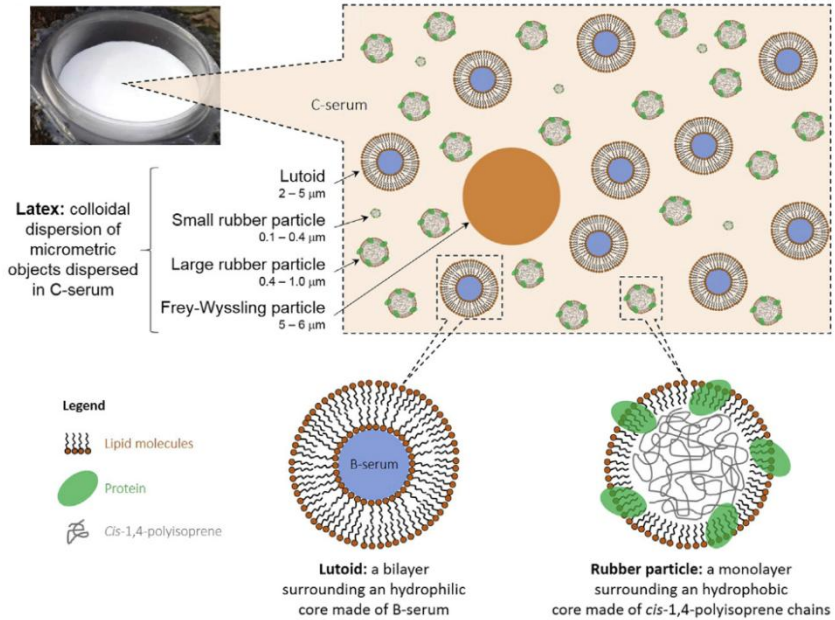 C-serum
Latex: colloidal
dispersion of
micrometric
objects dispersed
in C-serum
Lutoid
2 – 5 µm
Small rubber particle
0.1 – 0.4 µm
Large rubber particle
0.4 – 1.0 µm
Frey-Wyssling particle
5 – 6 µm
Legend
Lipid molecules
Protein
Cis-1,4-polyisoprene
B-serum
Lutoid: a bilayer
surrounding an hydrophilic
core made of B-serum
Rubber particle: a monolayer
surrounding an hydrophobic
core made of cis-1,4-polyisoprene chains